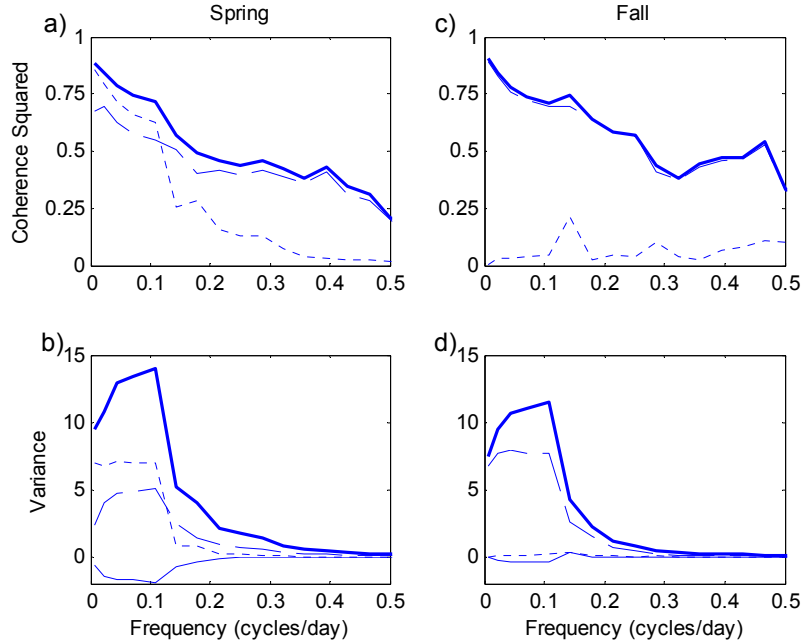 Spring
a)
1
0.75
0.5
0.25
0
Coherence Squared
0 0.1 0.2 0.3 0.4 0.5
Fall
c)
1
0.75
0.5
0.25
0
0 0.1 0.2 0.3 0.4 0.5
b)
15
10
5
0
Variance
0 0.1 0.2 0.3 0.4 0.5
Frequency (cycles/day)
d)
15
10
5
0
0 0.1 0.2 0.3 0.4 0.5
Frequency (cycles/day)